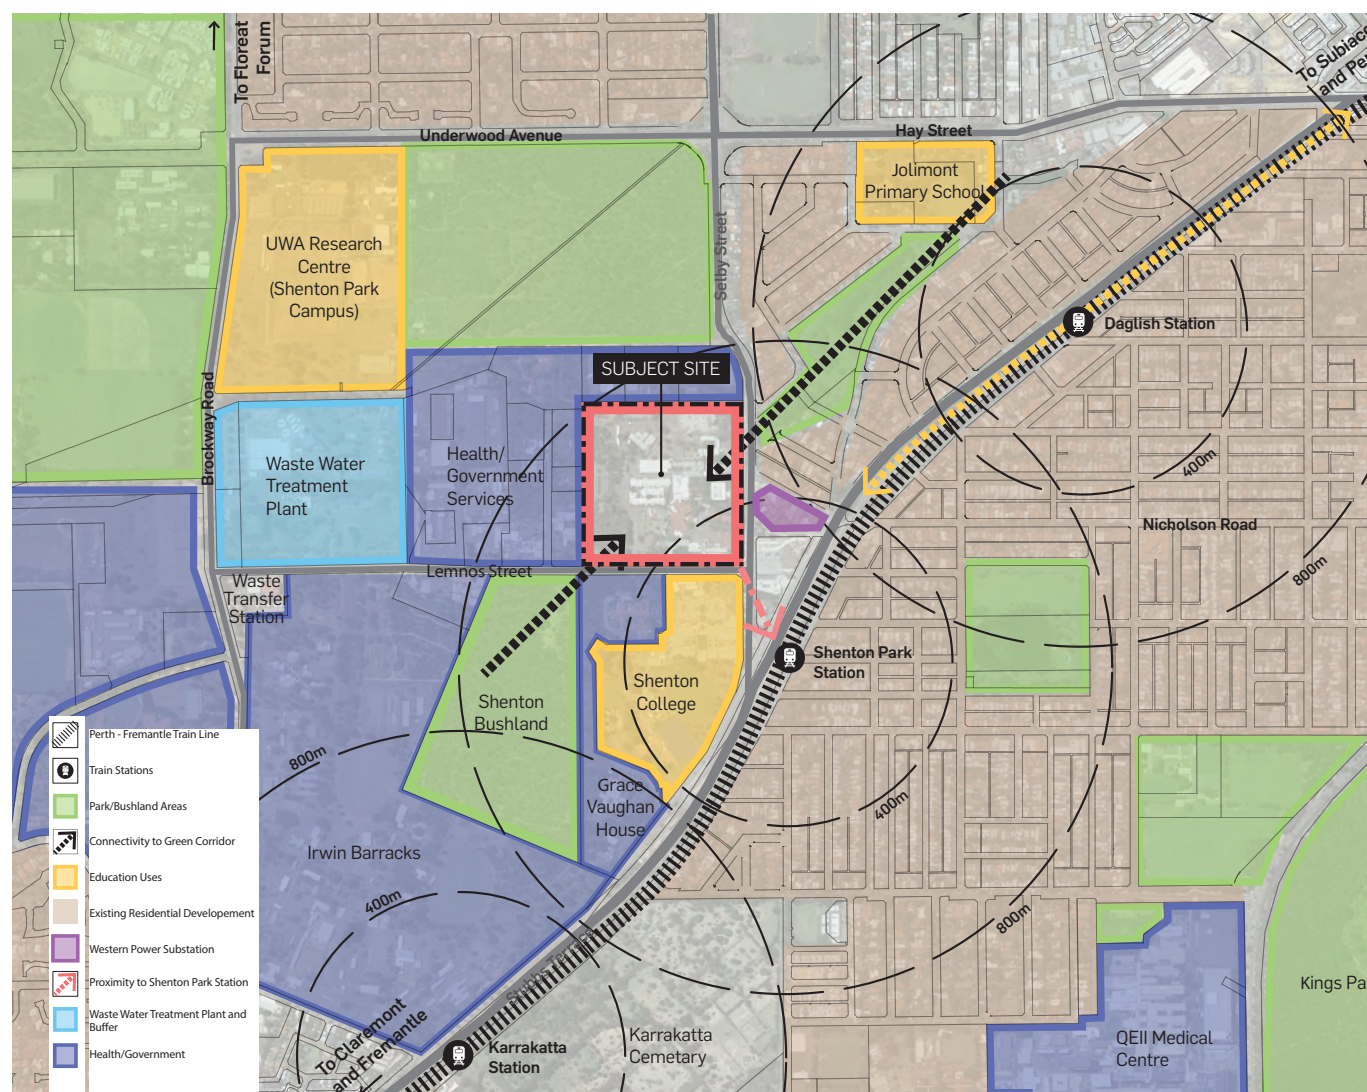 To Floreat
Forum
To Subiaco
and Pe
Underwood Avenue
Hay Street
Jolimont
Primary School
UWA Research
Centre
(Shenton Park
Campus)
Selby Street
Daglish Station
SUBJECT SITE
Brockway Road
Waste Water
Treatment
Plant
Health/
Government
Services
400m
Nicholson Road
800m
Lemnos Street
Waste
Transfer
Station
Shenton Park
Station
Shenton
College
Shenton
Bushland
800m
Grace
Vaughan
House
400m
Irwin Barracks
400m
800m
Stubbs Terrace
Kings Pa
To Claremont
and Fremantle
Karrakatta
Station
Karrakatta
Cemetary
QEII Medical
Centre
Perth - Fremantle Train Line
Train Stations
Park/Bushland Areas
Connectivity to Green Corridor
Education Uses
Existing Residential Developement
Western Power Substation
Proximity to Shenton Park Station
Waste Water Treatment Plant and
Buffer
Health/Government